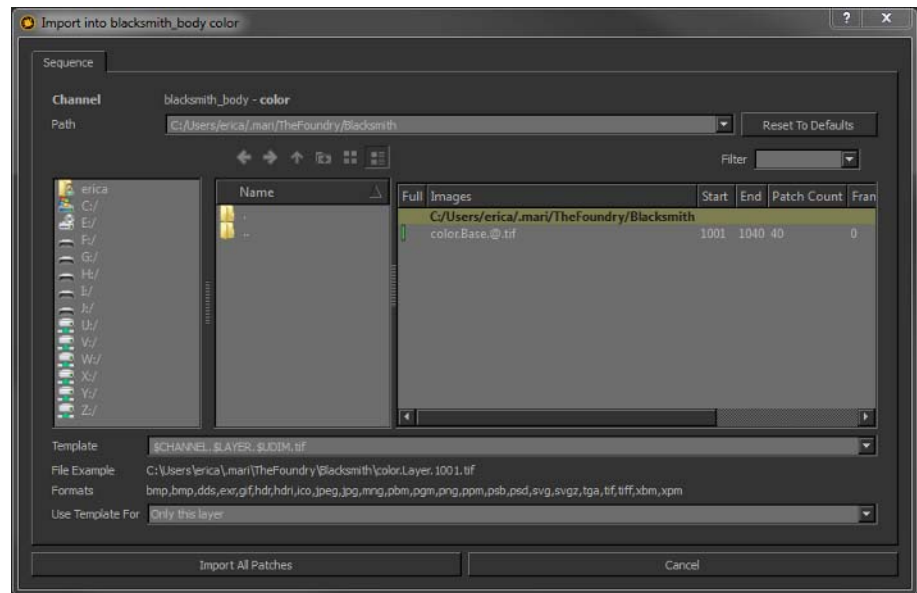 Import into blacksmith_body color
? X
Sequence
Channel blacksmith_body - color
Path C:/Users/erica/.mari/TheFoundry/Blacksmith Reset To Defaults
Filter
erica
C:/
E:/
F:/
G:/
H:/
I:/
J:/
U:/
V:/
W:/
X:/
Y:/
Z:/
Name
.
..
Full Images Start End Patch Count Fran
C:/Users/erica/.mari/TheFoundry/Blacksmith
color.Base.@.tif 1001 1040 40 0
Template $CHANNEL.$LAYER.$UDIM.tif
File Example C:\Users\erica\.mari\TheFoundry\Blacksmith\color.Layer.1001.tif
Formats bmp,bmp,dds,exr,gif,hdr,hdri,ico,jpeg,jpg,mng,pbm,pgm,png,ppm,psb,psd,svg,svgz,tga,tif,tiff,xbm,xpm
Use Template For Only this layer
Import All Patches Cancel